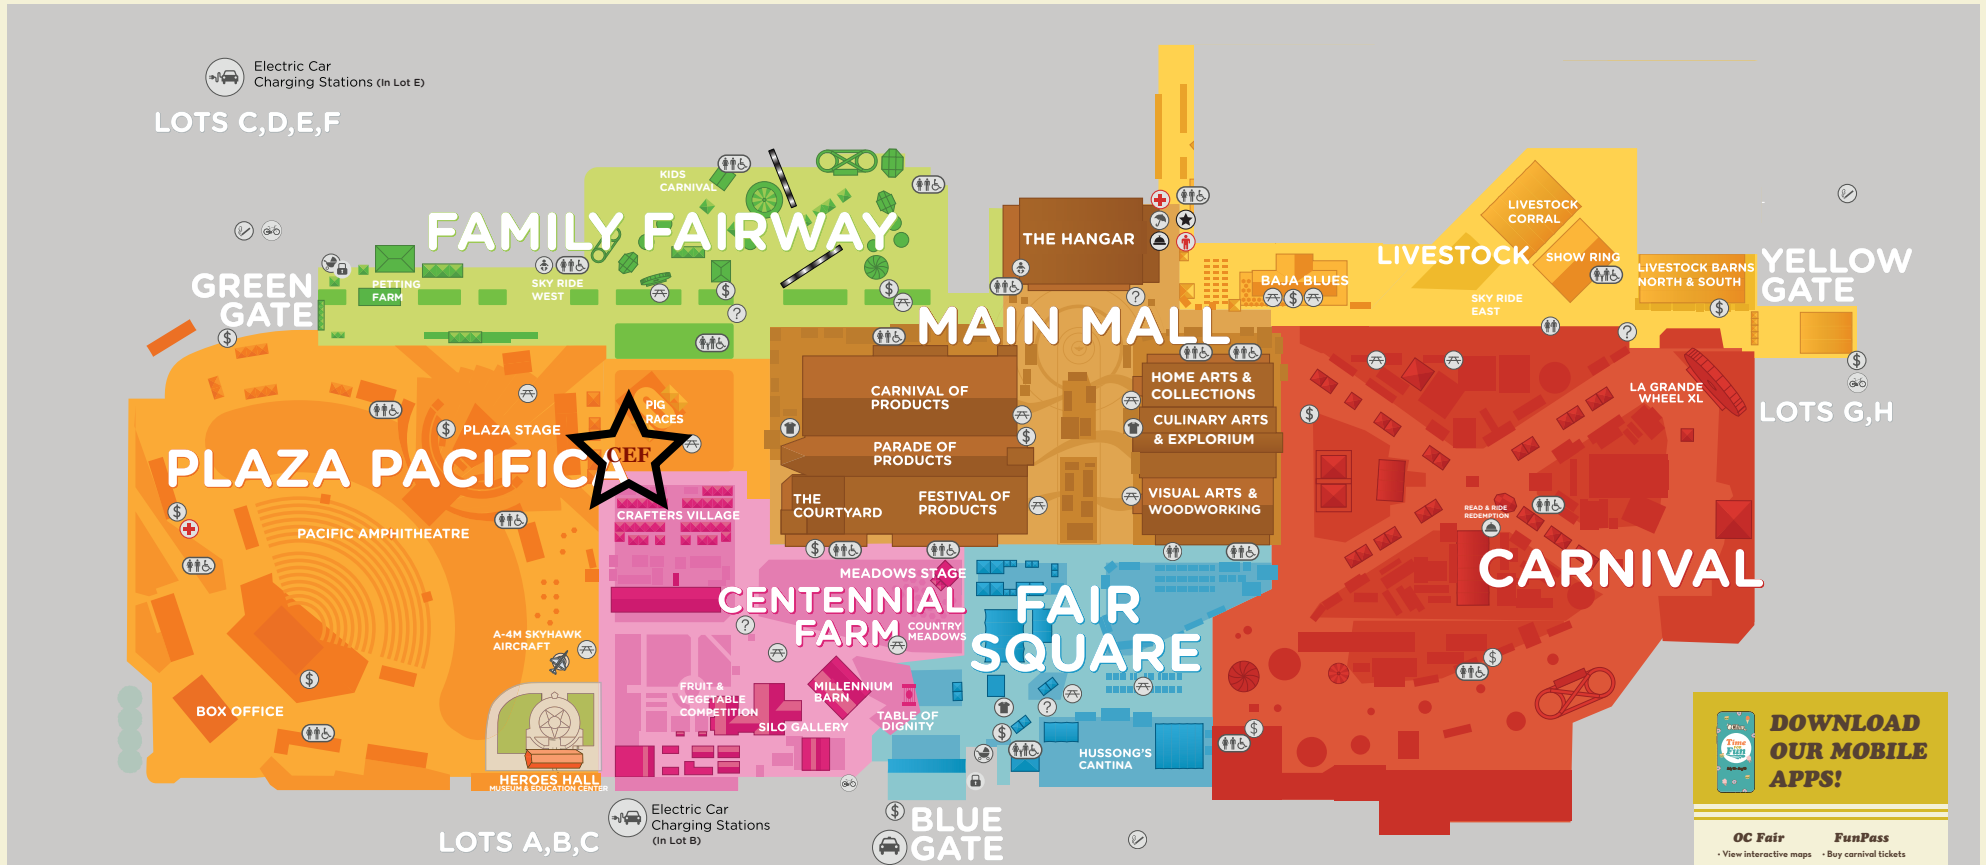 Electric Car
Charging Stations (In Lot E)
LOTS C,D,E,F
KIDS
CARNIVAL
FAMILY FAIRWAY
THE HANGAR
LIVESTOCK
CORRAL
LIVESTOCK
SHOW RING
LIVESTOCK BARNS
NORTH & SOUTH
YELLOW
GATE
GREEN
GATE
PETTING
FARM
SKY RIDE
WEST
BAJA BLUES
SKY RIDE
EAST
MAIN MALL
CARNIVAL OF
PRODUCTS
PARADE OF
PRODUCTS
THE
COURTYARD
FESTIVAL OF
PRODUCTS
HOME ARTS &
COLLECTIONS
CULINARY ARTS
& EXPLORIUM
VISUAL ARTS &
WOODWORKING
LA GRANDE
WHEEL XL
LOTS G,H
PIG
RACES
PLAZA STAGE
CEF
PLAZA PACIFICA
CRAFTERS VILLAGE
PACIFIC AMPHITHEATRE
READ & RIDE
REDEMPTION
CARNIVAL
MEADOWS STAGE
CENTENNIAL
FARM
COUNTRY
MEADOWS
FAIR
SQUARE
A-4M SKYHAWK
AIRCRAFT
BOX OFFICE
FRUIT &
VEGETABLE
COMPETITION
MILLENNIUM
BARN
SILO GALLERY
TABLE OF
DIGNITY
HUSSONG'S
CANTINA
HEROES HALL
MUSEUM & EDUCATION CENTER
Electric Car
Charging Stations
(In Lot B)
LOTS A,B,C
BLUE
GATE
Time
Fun
DOWNLOAD
OUR MOBILE
APPS!
OC Fair
• View interactive maps
FunPass
• Buy carnival tickets